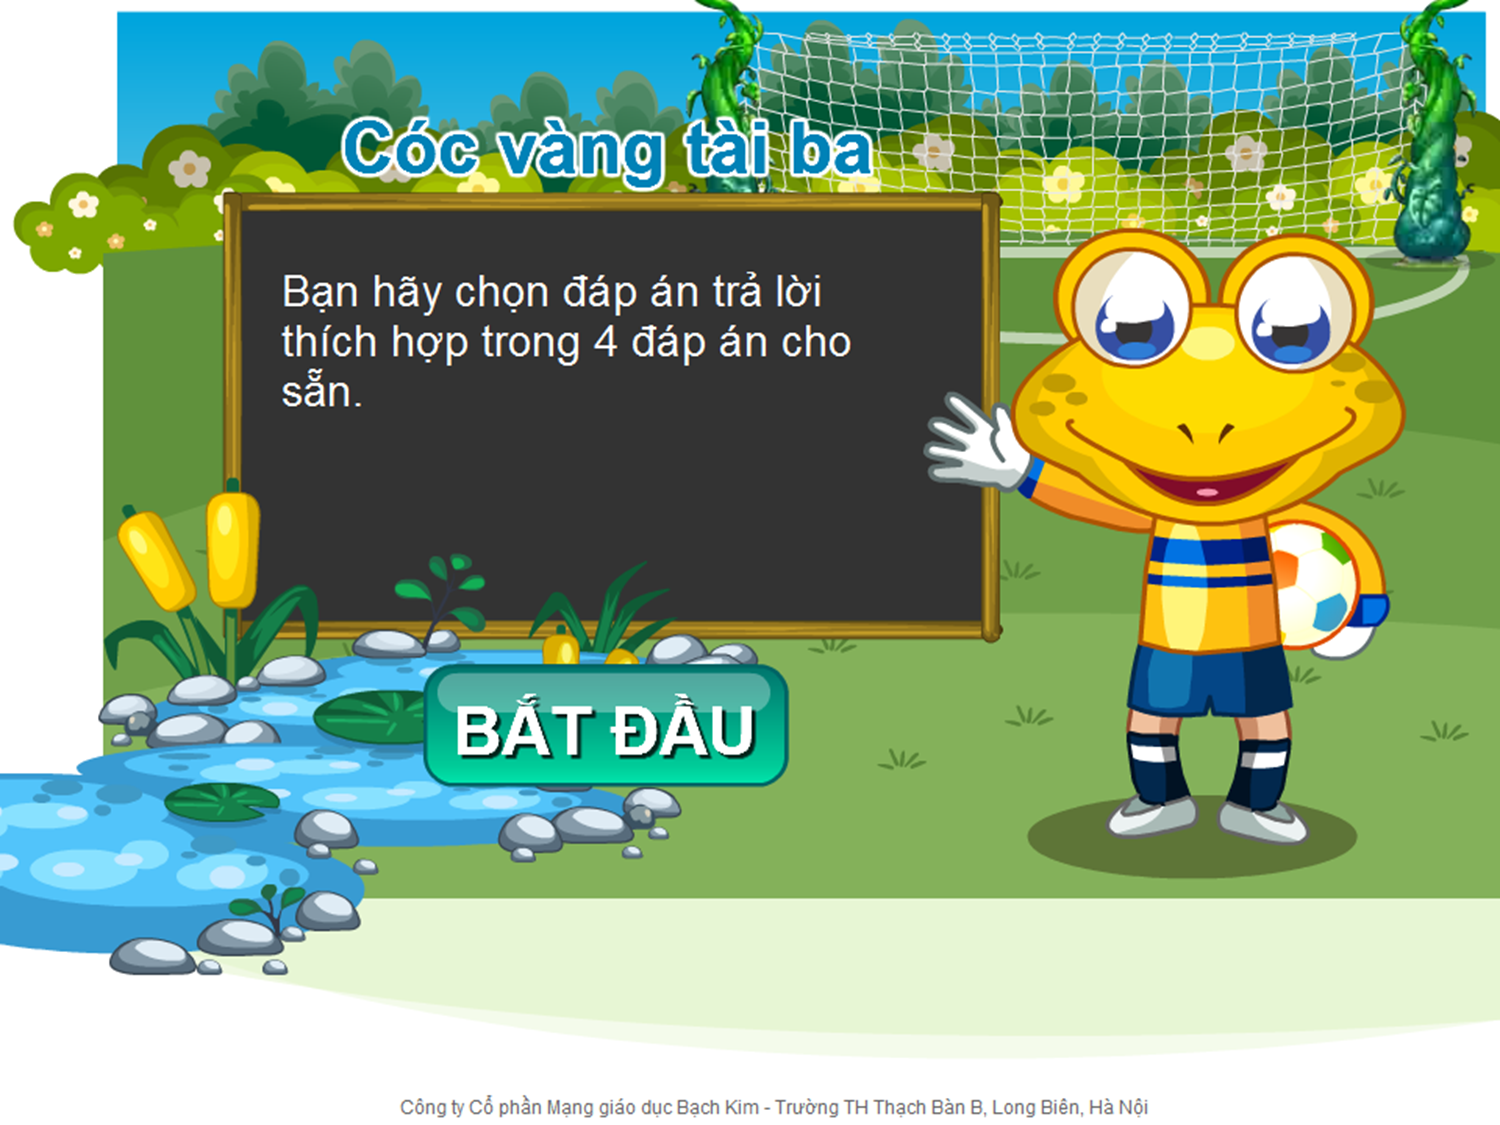 Cóc vàng tài ba
Bạn hãy chọn đáp án trả lời
thích hợp trong 4 đáp án cho
sẵn.
BẮT ĐẦU
Công ty Cổ phần Mạng giáo dục Bạch Kim - Trường TH Thạch Bàn B, Long Biên, Hà Nội